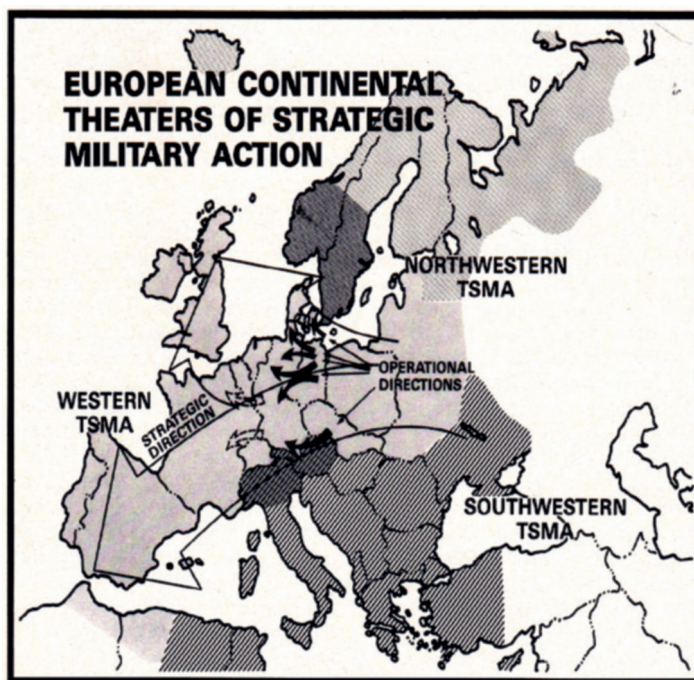 EUROPEAN CONTINENTAL
THEATERS OF STRATEGIC
MILITARY ACTION
NORTHWESTERN
TSMA
OPERATIONAL
DIRECTIONS
WESTERN
TSMA
STRATEGIC
DIRECTION
SOUTHWESTERN
TSMA